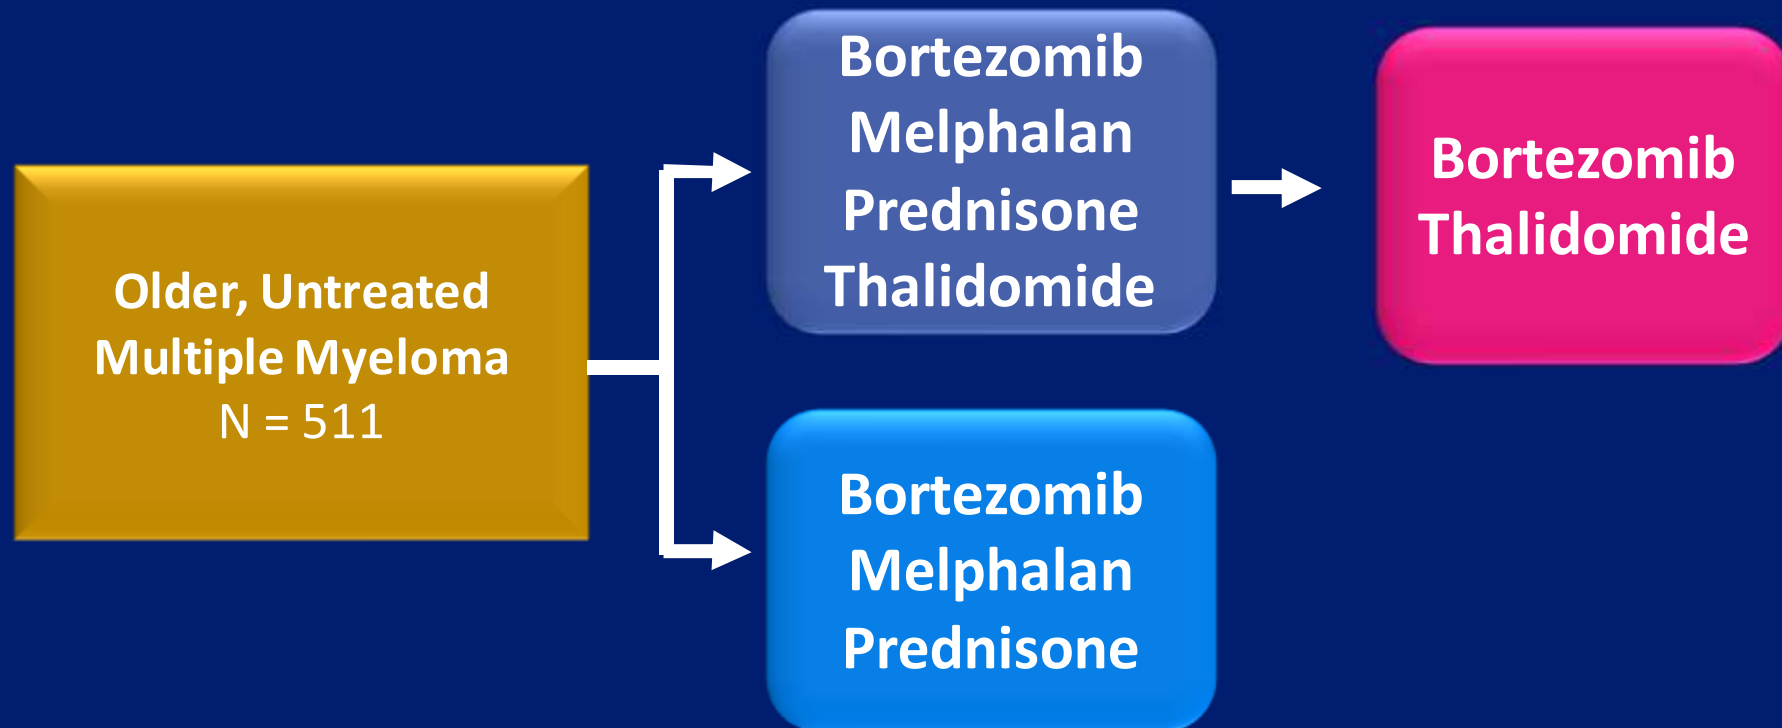 Older, Untreated
Multiple Myeloma
N = 511
Bortezomib
Melphalan
Prednisone
Thalidomide
Bortezomib
Thalidomide
Bortezomib
Melphalan
Prednisone